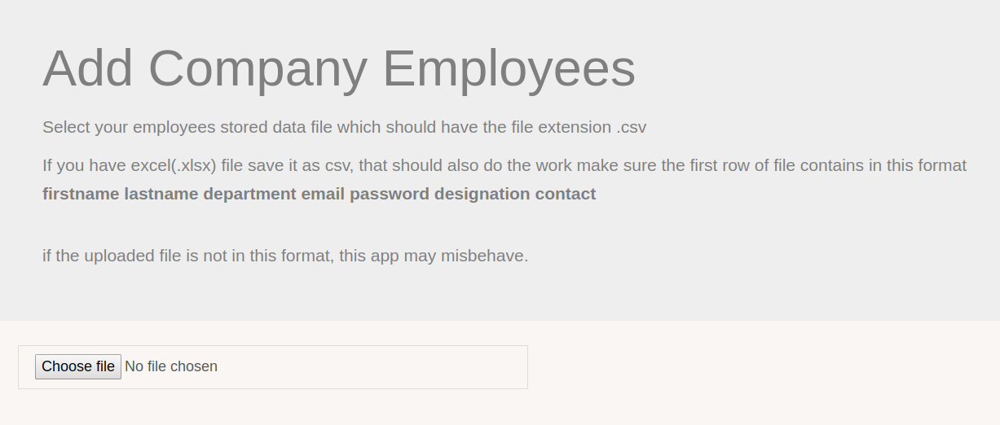 Add Company Employees
Select your employees stored data file which should have the file extension .csv
If you have excel(.xlsx) file save it as csv, that should also do the work make sure the first row of file contains in this format
firstname lastname department email password designation contact
if the uploaded file is not in this format, this app may misbehave.
Choose file No file chosen